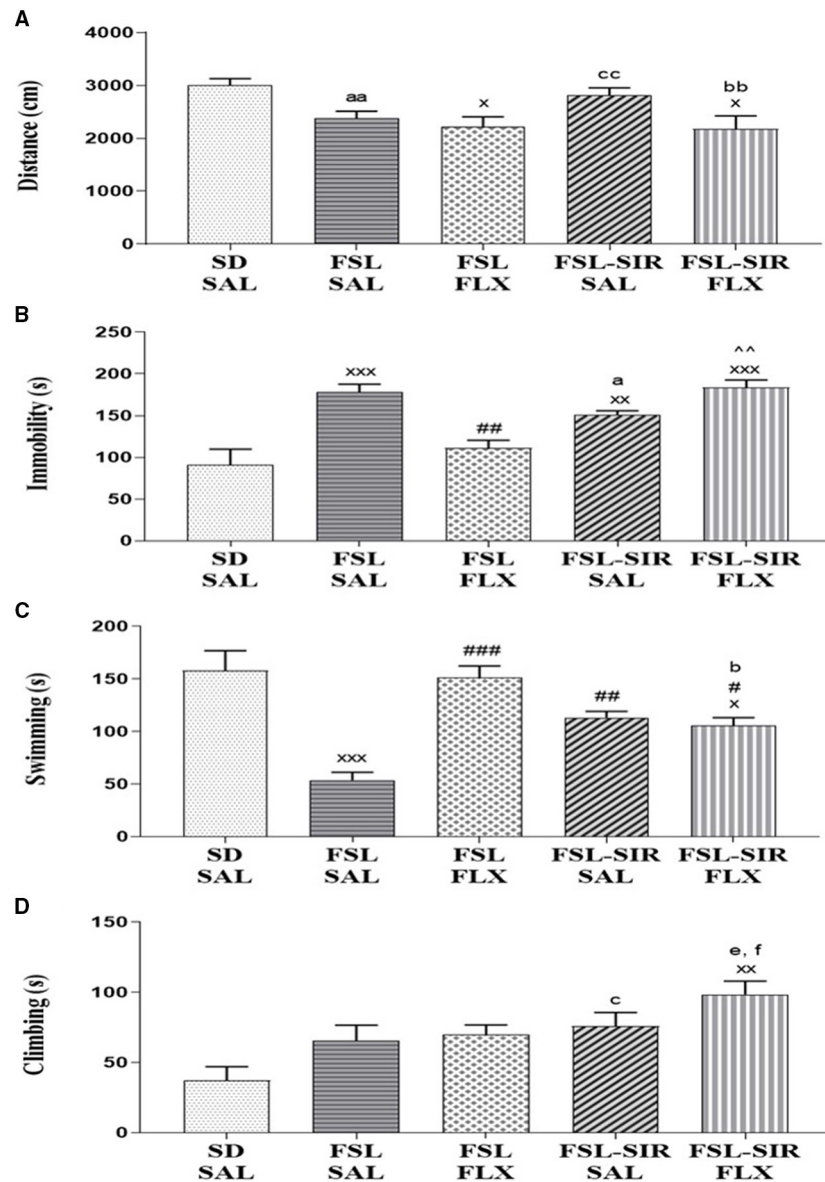 A
Distance (cm)
4000
3000
2000
1000
0
aa
x
cc
bb
x
SD SAL
FSL SAL
FSL FLX
FSL-SIR SAL
FSL-SIR FLX
B
Immobility (s)
250
200
150
100
50
0
xxx
##
a
xx
^^
xxx
SD SAL
FSL SAL
FSL FLX
FSL-SIR SAL
FSL-SIR FLX
C
Swimming (s)
200
150
100
50
0
xxx
###
##
b
#
x
SD SAL
FSL SAL
FSL FLX
FSL-SIR SAL
FSL-SIR FLX
D
Climbing (s)
150
100
50
0
c
e, f
xx
SD SAL
FSL SAL
FSL FLX
FSL-SIR SAL
FSL-SIR FLX